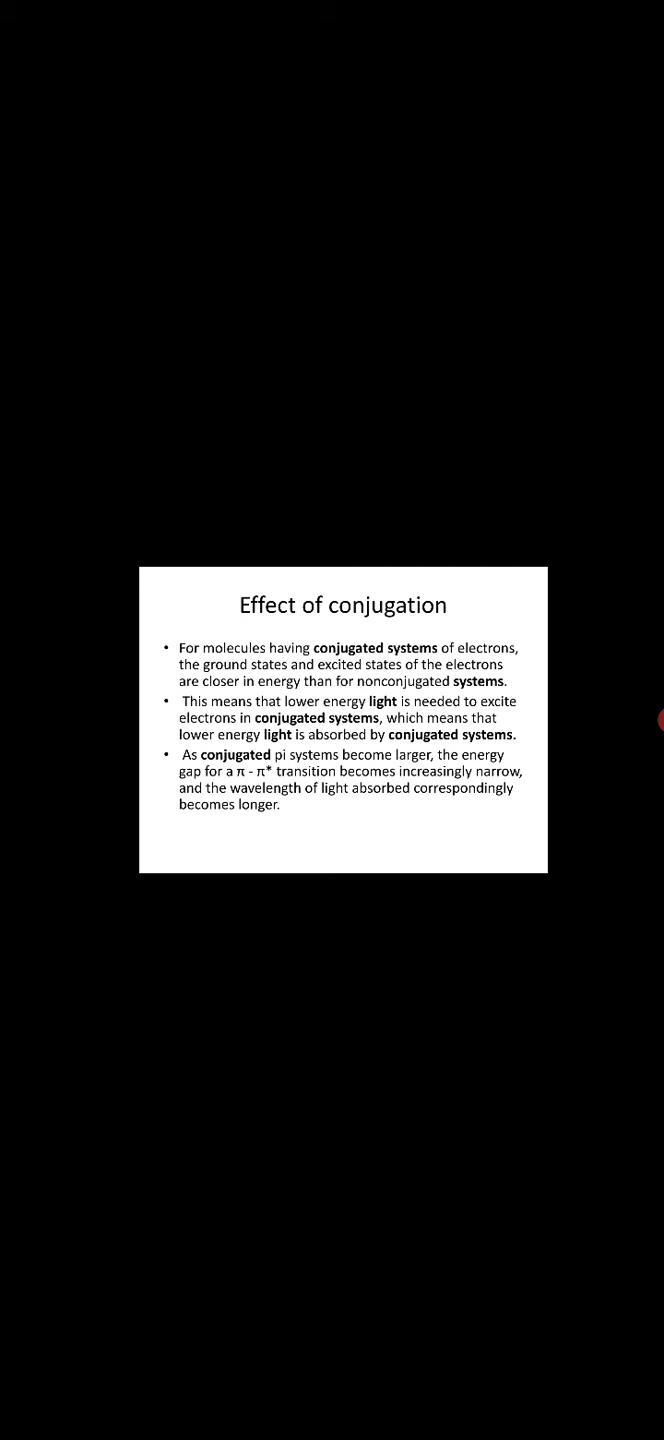 Effect of conjugation
• For molecules having conjugated systems of electrons,
the ground states and excited states of the electrons
are closer in energy than for nonconjugated systems.
• This means that lower energy light is needed to excite
electrons in conjugated systems, which means that
lower energy light is absorbed by conjugated systems.
• As conjugated pi systems become larger, the energy
gap for a π - π* transition becomes increasingly narrow,
and the wavelength of light absorbed correspondingly
becomes longer.